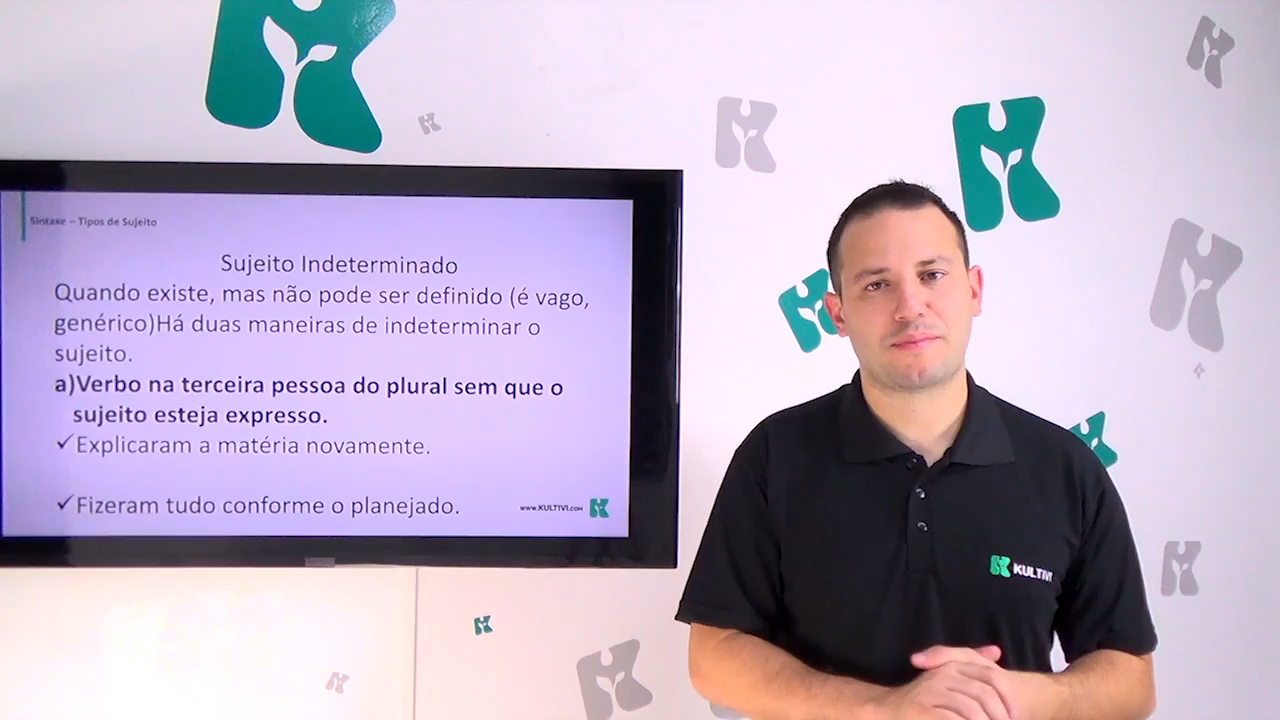 Sintaxe – Tipos de Sujeito
Sujeito Indeterminado
Quando existe, mas não pode ser definido (é vago,
genérico)Há duas maneiras de indeterminar o
sujeito.
a)Verbo na terceira pessoa do plural sem que o
sujeito esteja expresso.
✓Explicaram a matéria novamente.
✓Fizeram tudo conforme o planejado.
www.KULTIVI.com
KULTIVI